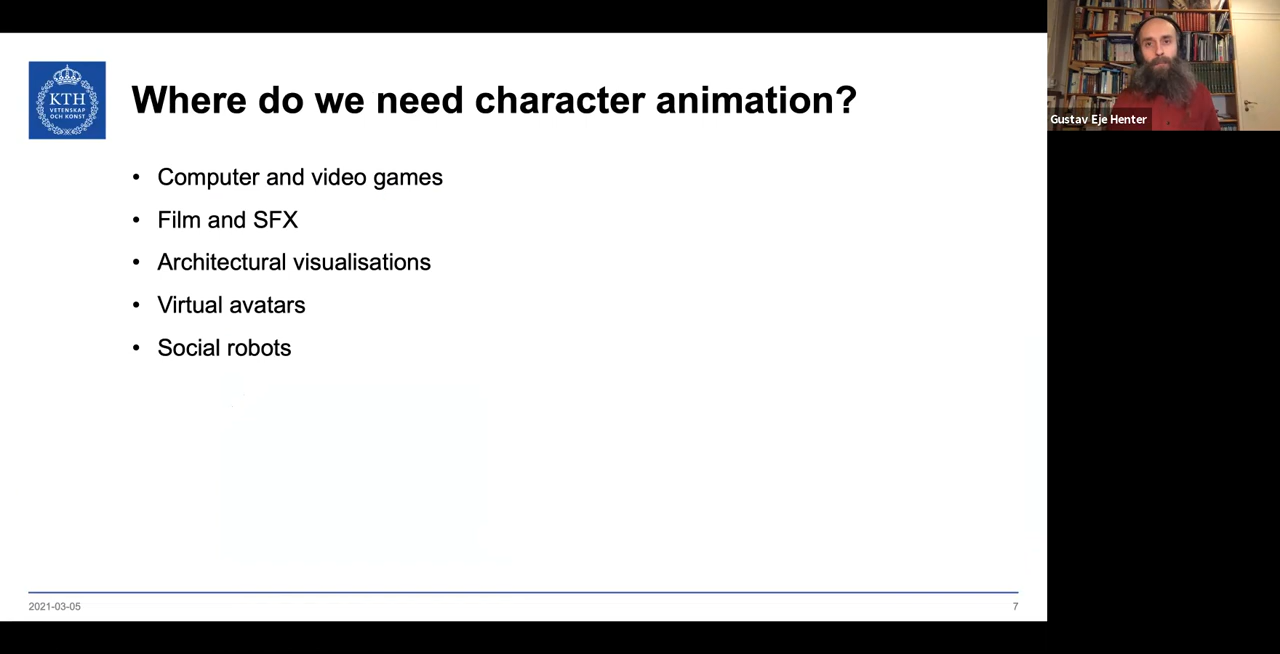 KTH
VETENSKAP
OCH KONST
Where do we need character animation?
• Computer and video games
• Film and SFX
• Architectural visualisations
• Virtual avatars
• Social robots
2021-03-05
7
Gustav Eje Henter